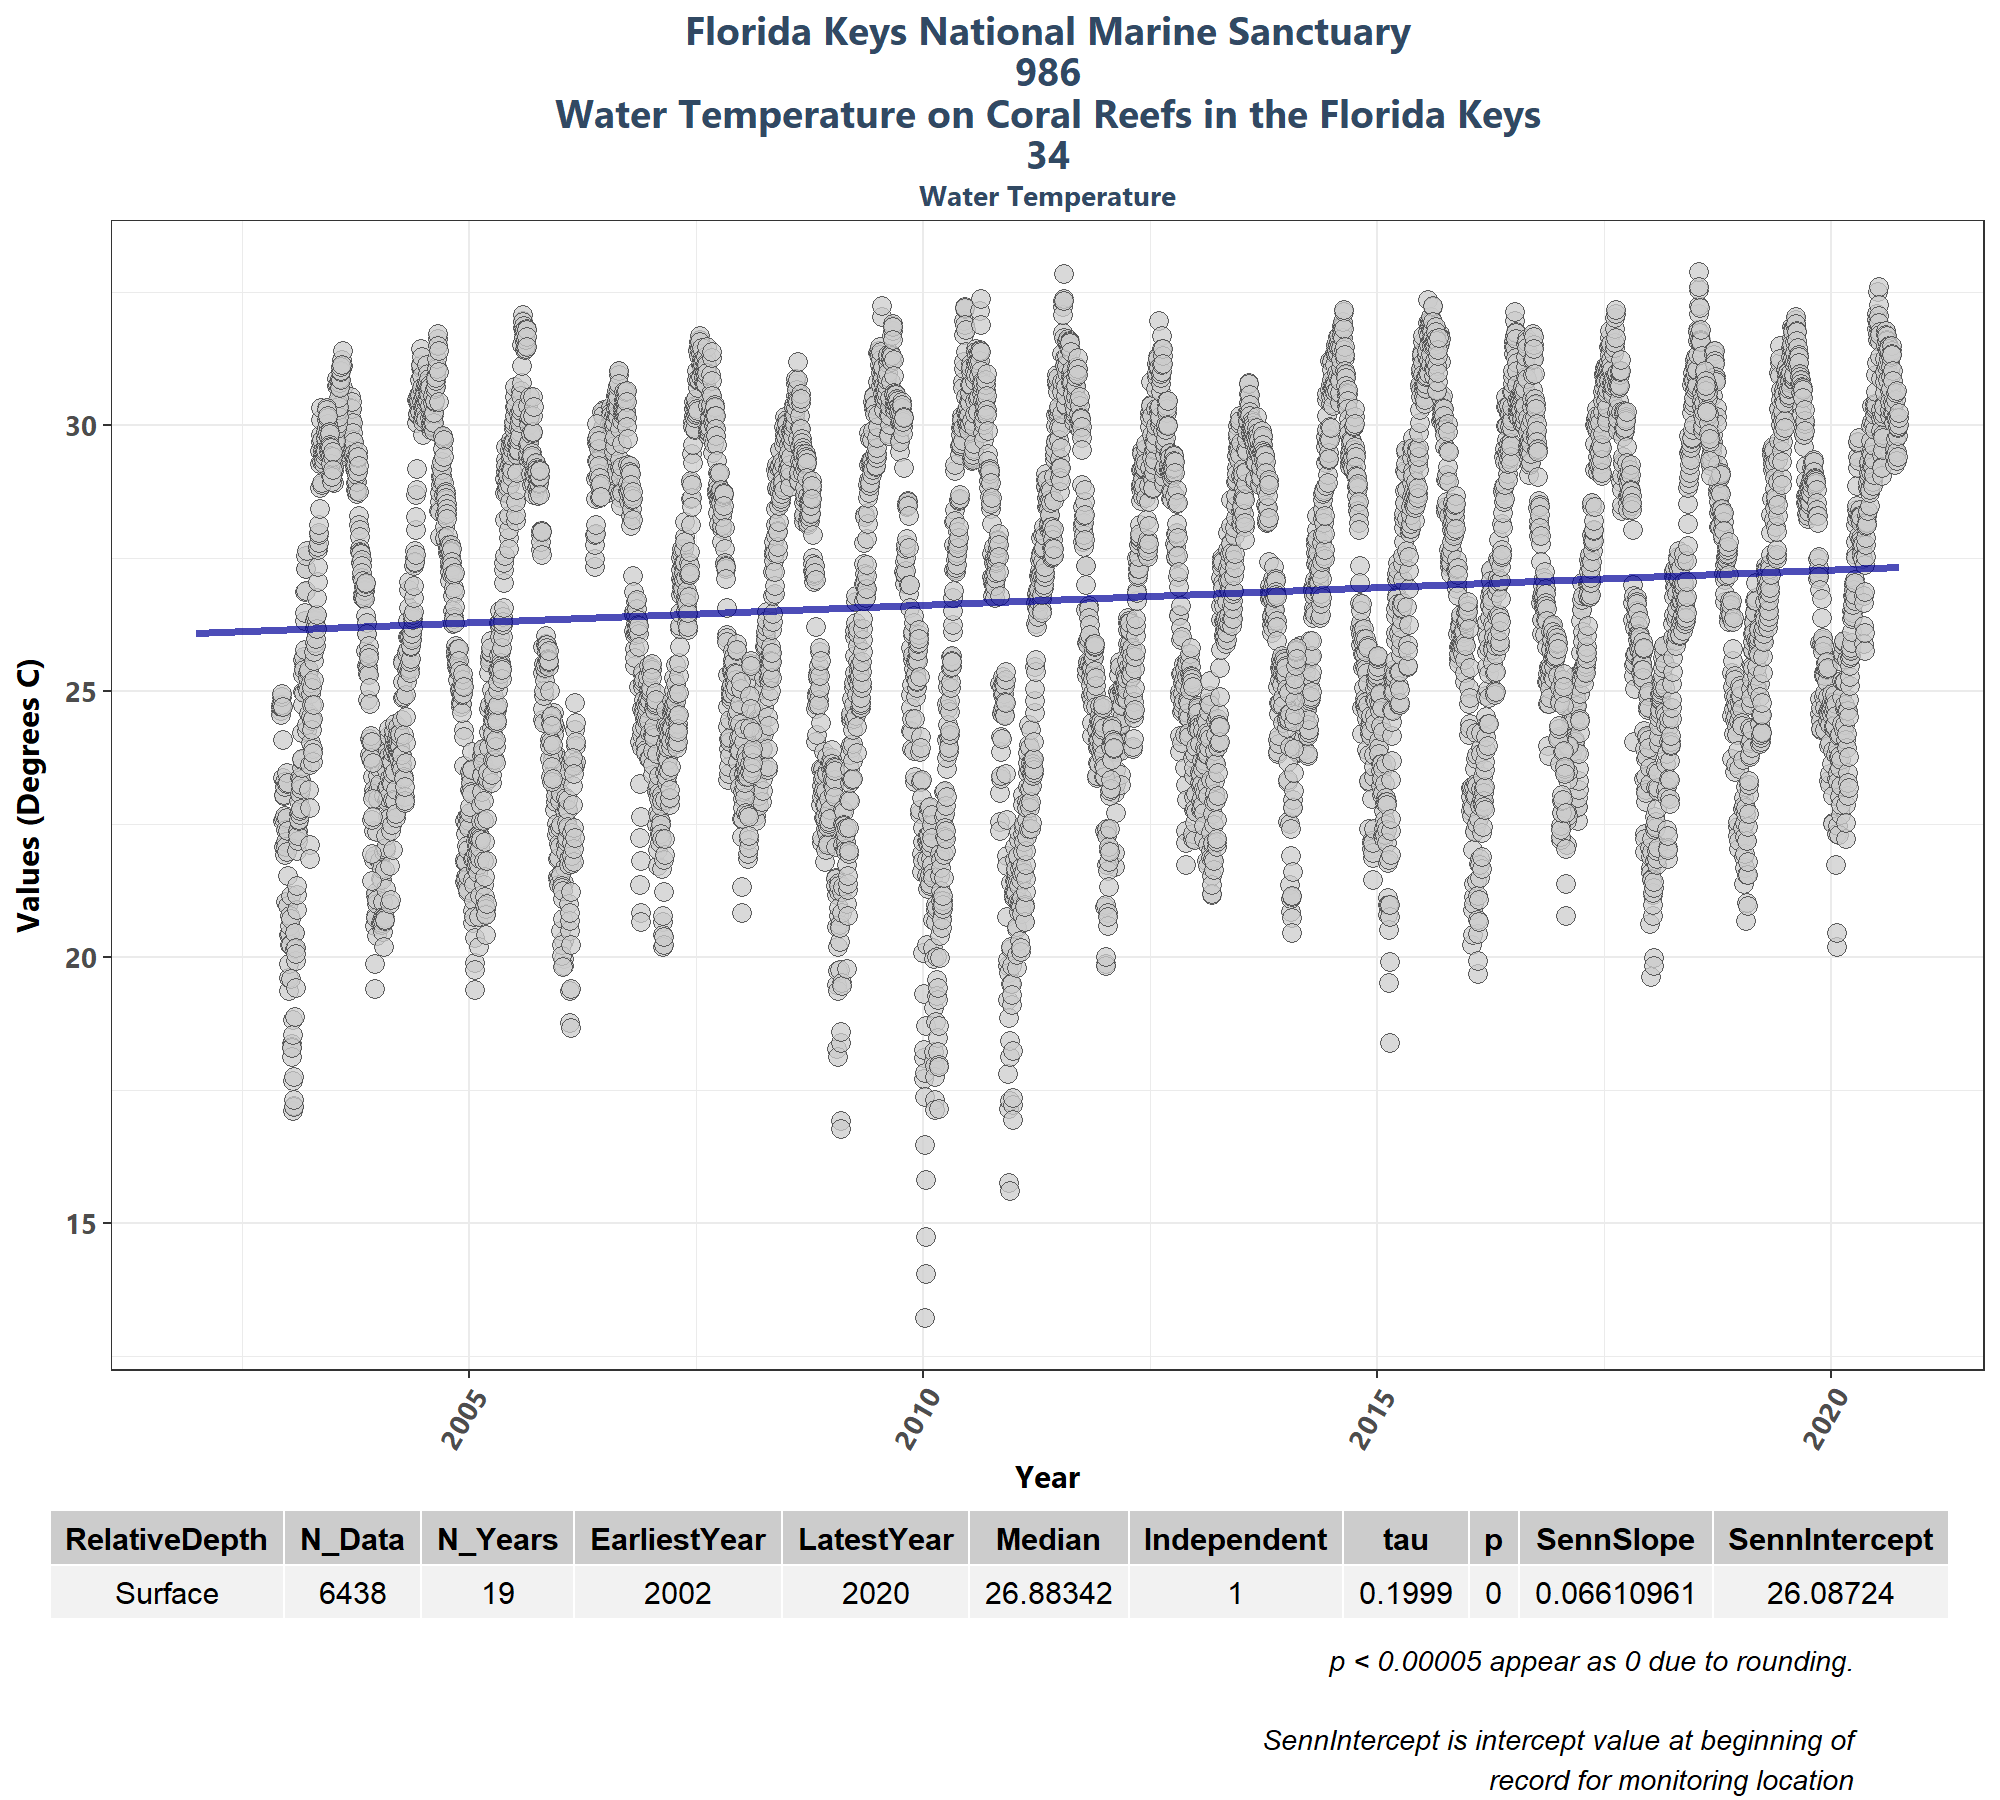 Florida Keys National Marine Sanctuary
986
Water Temperature on Coral Reefs in the Florida Keys
34
Water Temperature
Values (Degrees C)
30
25
20
15
2005
2010
2015
2020
Year
RelativeDepth N_Data N_Years EarliestYear LatestYear Median Independent tau p SennSlope SennIntercept
Surface 6438 19 2002 2020 26.88342 1 0.1999 0 0.06610961 26.08724
p < 0.00005 appear as 0 due to rounding.
SennIntercept is intercept value at beginning of
record for monitoring location